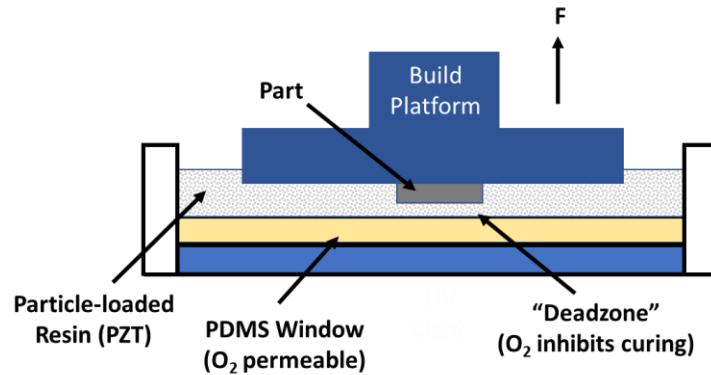 F
Build
Platform
Part
Particle-loaded
Resin (PZT)
PDMS Window
(O₂ permeable)
“Deadzone”
(O₂ inhibits curing)